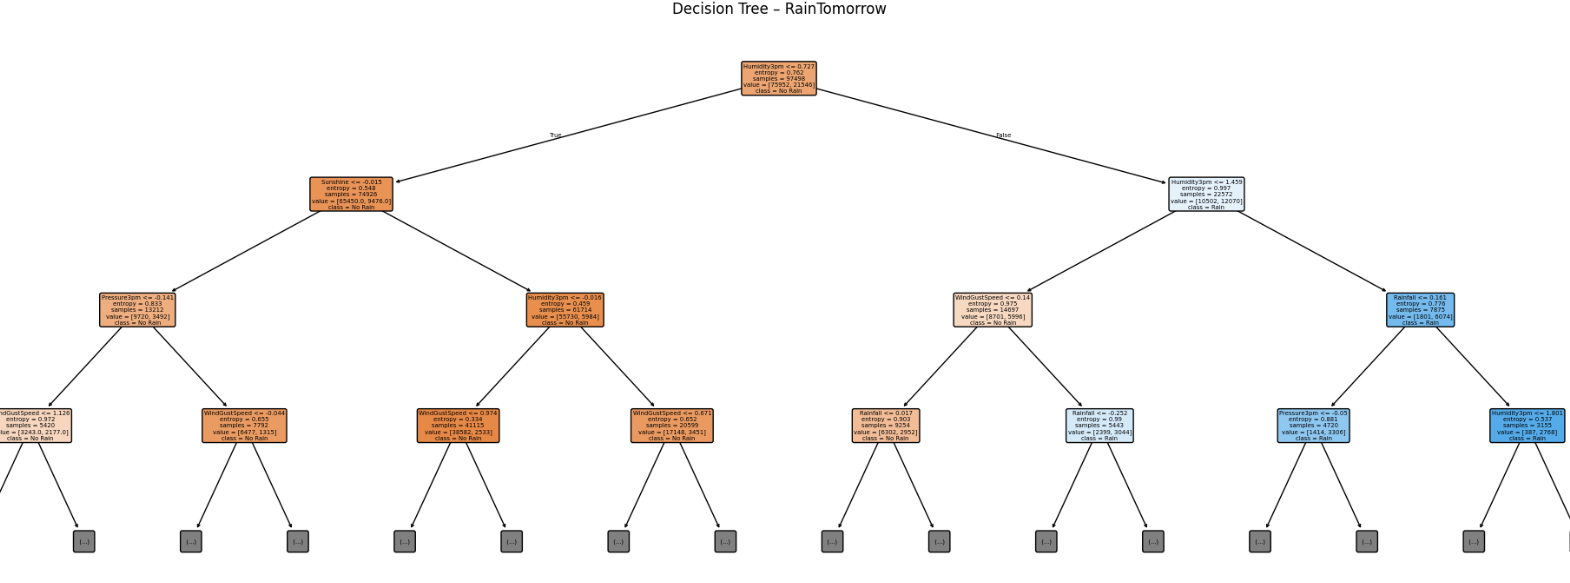 Decision Tree – RainTomorrow
Humidity3pm <= 0.727
entropy = 0.762
samples = 97498
value = [75952, 21546]
class = No Rain
True
False
Sunshine <= -0.015
entropy = 0.548
samples = 74926
value = [65450.0, 9476.0]
class = No Rain
Humidity3pm <= 1.459
entropy = 0.997
samples = 22572
value = [10502, 12070]
class = Rain
Pressure3pm <= -0.141
entropy = 0.833
samples = 13212
value = [9720, 3492]
class = No Rain
Humidity3pm <= -0.016
entropy = 0.459
samples = 61714
value = [55730, 5984]
class = No Rain
WindGustSpeed <= 0.14
entropy = 0.975
samples = 14697
value = [8701, 5996]
class = No Rain
Rainfall <= 0.161
entropy = 0.776
samples = 7875
value = [1801, 6074]
class = Rain
ndGustSpeed <= 1.126
entropy = 0.972
samples = 5420
ue = [3243.0, 2177.0]
class = No Rain
WindGustSpeed <= -0.044
entropy = 0.655
samples = 7792
value = [6477, 1315]
class = No Rain
WindGustSpeed <= 0.974
entropy = 0.334
samples = 41115
value = [38582, 2533]
class = No Rain
WindGustSpeed <= 0.671
entropy = 0.652
samples = 20599
value = [17148, 3451]
class = No Rain
Rainfall <= 0.017
entropy = 0.903
samples = 9254
value = [6302, 2952]
class = No Rain
Rainfall <= -0.252
entropy = 0.99
samples = 5443
value = [2399, 3044]
class = Rain
Pressure3pm <= -0.05
entropy = 0.881
samples = 4720
value = [1414, 3306]
class = Rain
Humidity3pm <= 1.801
entropy = 0.537
samples = 3155
value = [387, 2768]
class = Rain
(...)
(...)
(...)
(...)
(...)
(...)
(...)
(...)
(...)
(...)
(...)
(...)
(...)
(...)